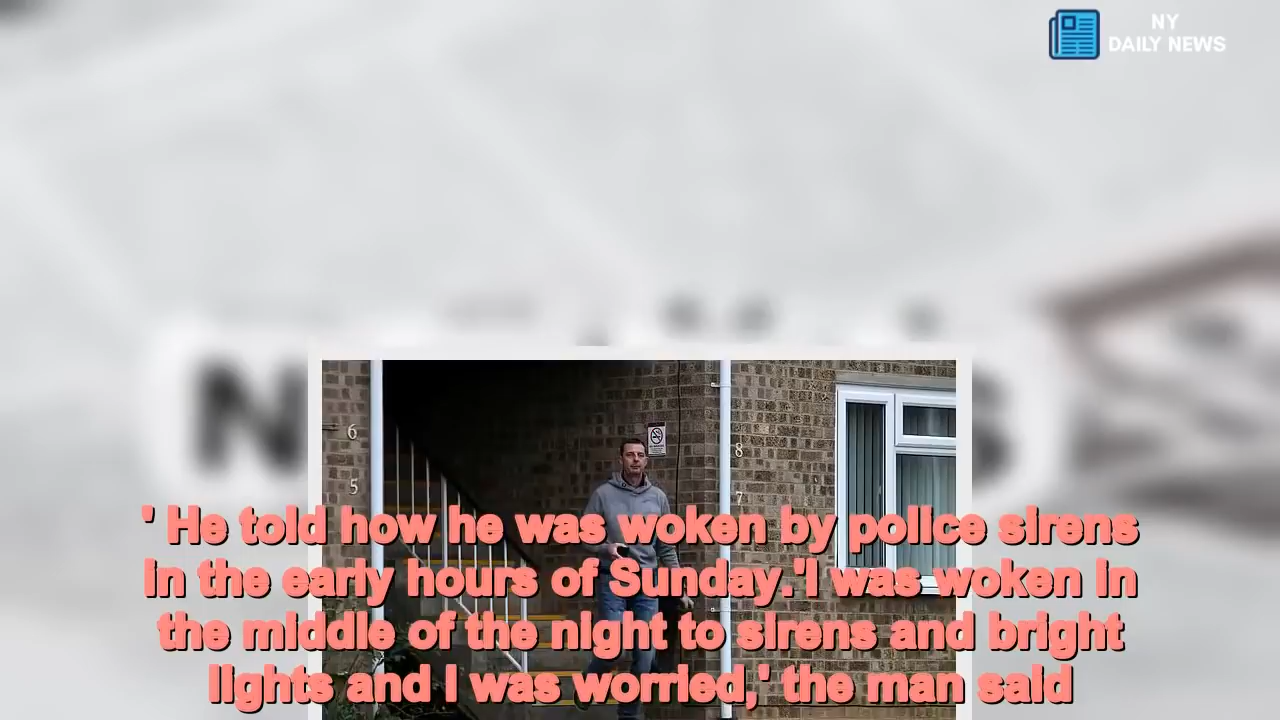 NY
DAILY NEWS
N
S
6
8
5
7
' He told how he was woken by police sirens
in the early hours of Sunday.'I was woken in
the middle of the night to sirens and bright
lights and I was worried,' the man said